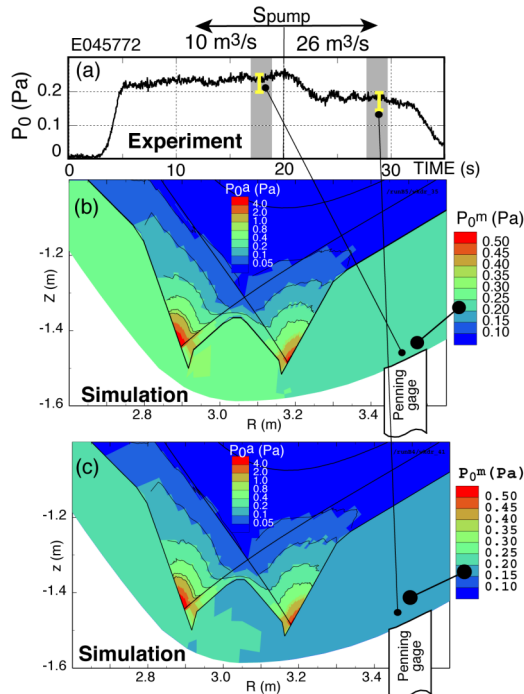 Spump
E045772
10 m³/s
26 m³/s
(a)
P₀ (Pa)
0.2
0.1
0
Experiment
0
10
20
30
TIME (s)
(b)
P₀ᵃ (Pa)
4.0
2.0
1.0
0.8
0.4
0.2
0.1
0.05
P₀ᵐ (Pa)
0.50
0.45
0.40
0.35
0.30
0.25
0.20
0.15
0.10
Z (m)
-1.2
-1.4
-1.6
Simulation
Penning
gage
2.8
3.0
3.2
3.4
R (m)
(c)
P₀ᵃ (Pa)
4.0
2.0
1.0
0.8
0.4
0.2
0.1
0.05
P₀ᵐ (Pa)
0.50
0.45
0.40
0.35
0.30
0.25
0.20
0.15
0.10
z (m)
-1.2
-1.4
-1.6
Simulation
Penning
gage
2.8
3.0
3.2
3.4
R (m)